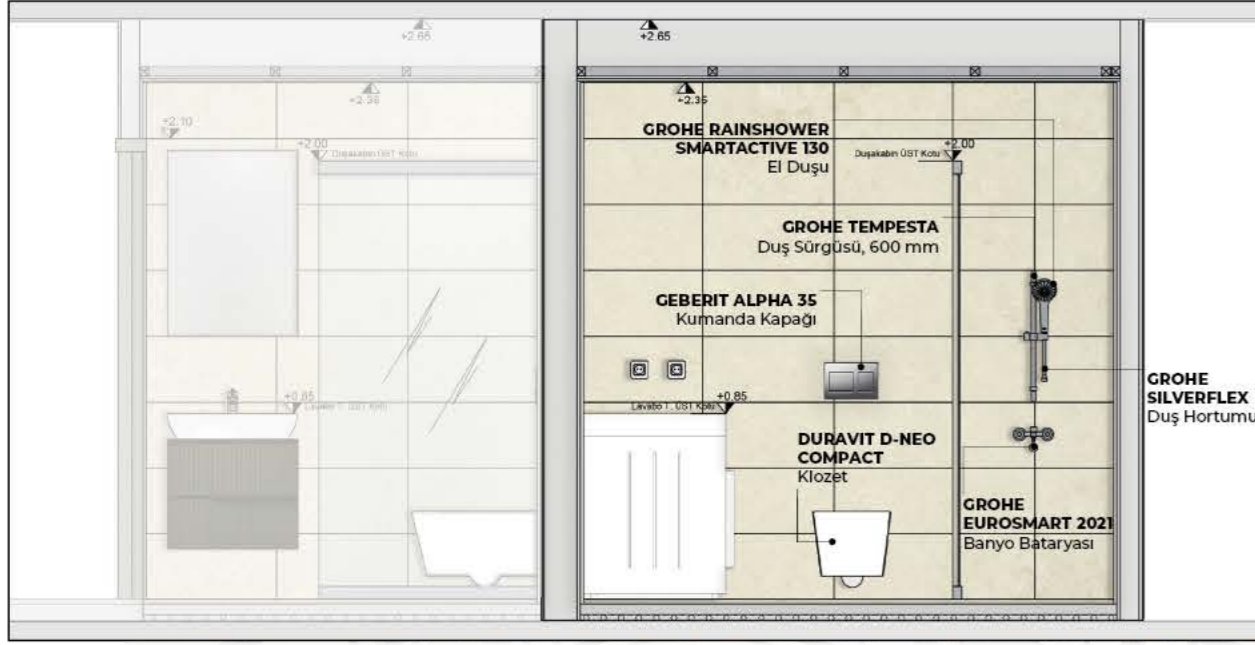 +2.65
+2.65
+2.35
+2.35
+2.10
GROHE RAINSHOWER
SMARTACTIVE 130
El Duşu
+2.00
Duşakabin ÜST Kotu
+2.00
Duşakabin ÜST Kotu
GROHE TEMPESTA
Duş Sürgüsü, 600 mm
GEBERIT ALPHA 35
Kumanda Kapağı
GROHE
SILVERFLEX
Duş Hortumu
+0.85
Lavabo T. ÜST Kotu
+0.85
Lavabo T. ÜST Kotu
DURAVIT D-NEO
COMPACT
Klozet
GROHE
EUROSMART 2021
Banyo Bataryası